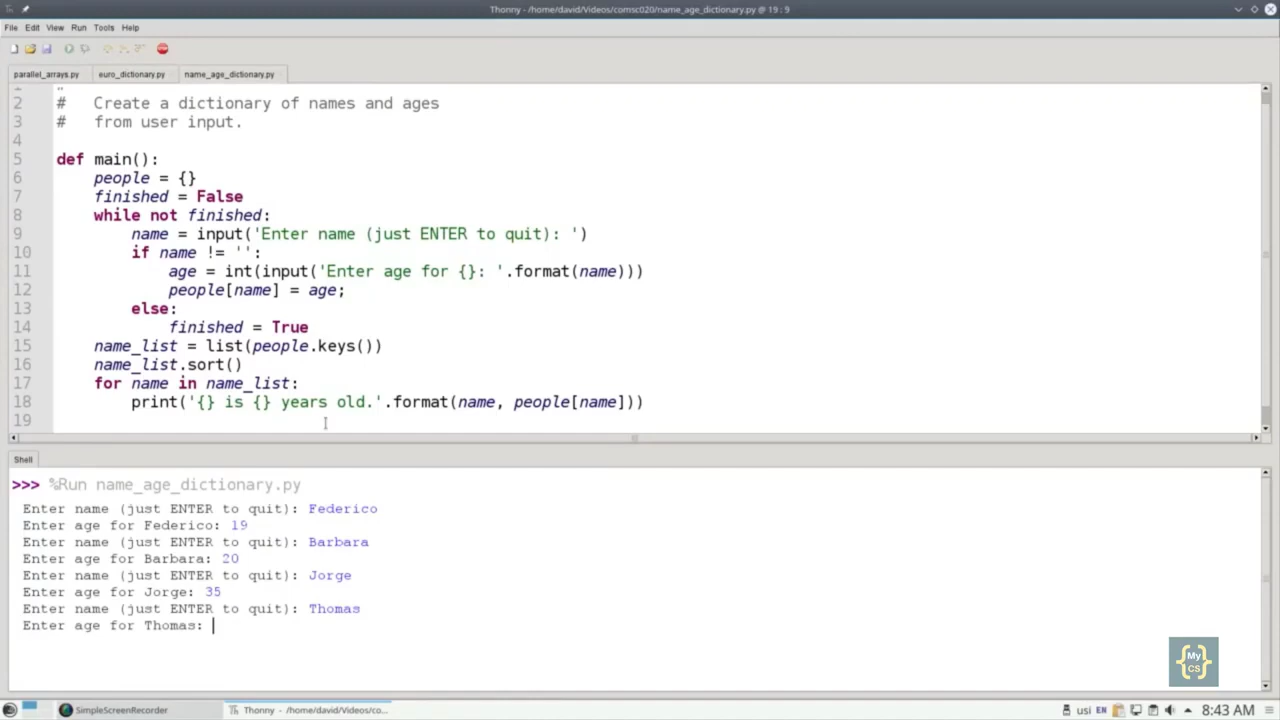 Thonny - /home/david/Videos/comsc020/name_age_dictionary.py @ 19 : 9
File Edit View Run Tools Help
parallel_arrays.py euro_dictionary.py name_age_dictionary.py
2 # Create a dictionary of names and ages
3 # from user input.
4
5 def main():
6 people = {}
7 finished = False
8 while not finished:
9 name = input('Enter name (just ENTER to quit): ')
10 if name != '':
11 age = int(input('Enter age for {}: '.format(name)))
12 people[name] = age;
13 else:
14 finished = True
15 name_list = list(people.keys())
16 name_list.sort()
17 for name in name_list:
18 print('{} is {} years old.'.format(name, people[name]))
19
Shell
>>> %Run name_age_dictionary.py
Enter name (just ENTER to quit): Federico
Enter age for Federico: 19
Enter name (just ENTER to quit): Barbara
Enter age for Barbara: 20
Enter name (just ENTER to quit): Jorge
Enter age for Jorge: 35
Enter name (just ENTER to quit): Thomas
Enter age for Thomas:
{My CS}
SimpleScreenRecorder Thonny - /home/david/Videos/co... usi EN 8:43 AM